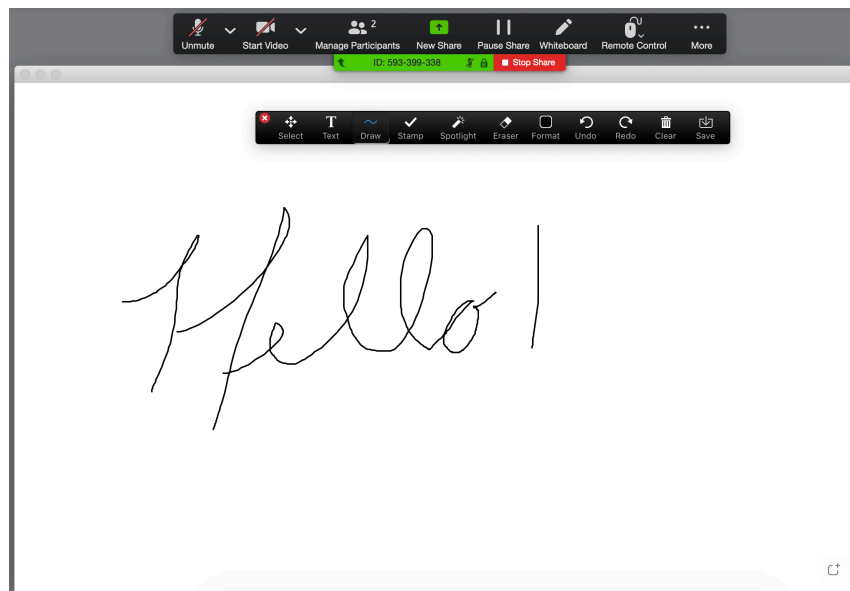 2
Unmute Start Video Manage Participants New Share Pause Share Whiteboard Remote Control More
ID: 593-399-338 Stop Share
Select Text Draw Stamp Spotlight Eraser Format Undo Redo Clear Save
Hello!